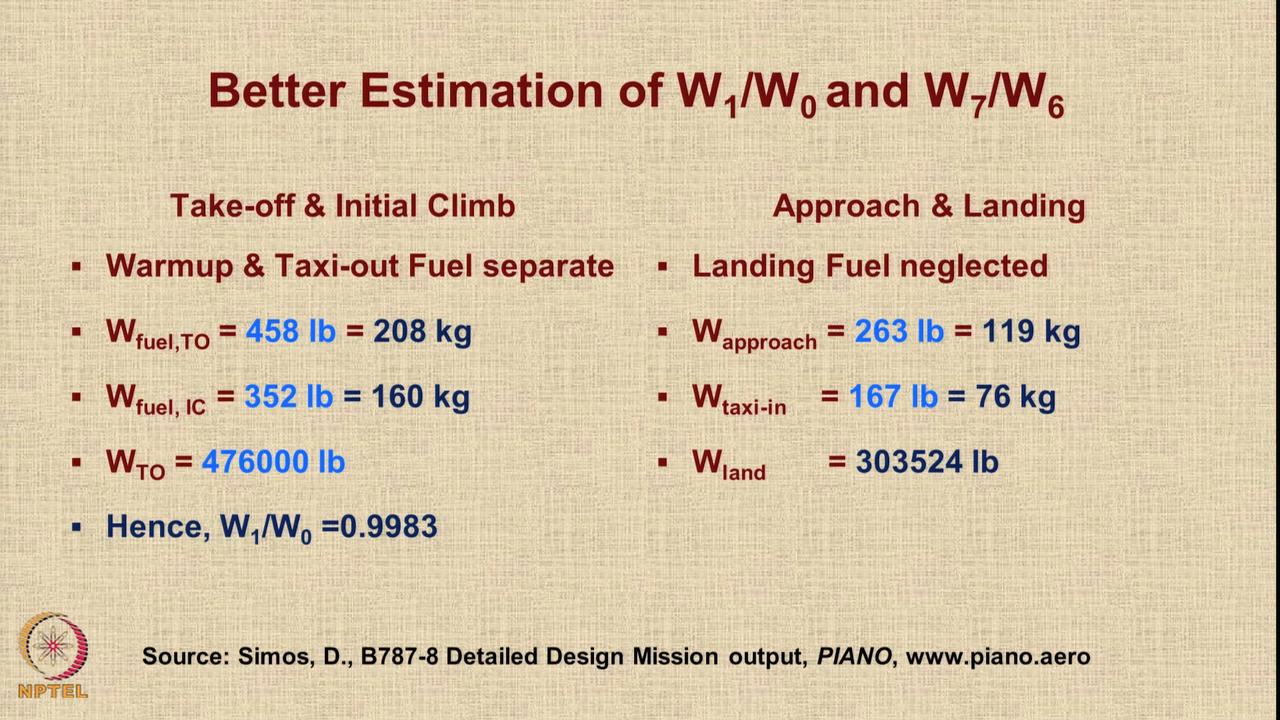 Better Estimation of W1/W0 and W7/W6
Take-off & Initial Climb
▪ Warmup & Taxi-out Fuel separate
▪ Wfuel,TO = 458 lb = 208 kg
▪ Wfuel, IC = 352 lb = 160 kg
▪ WTO = 476000 lb
▪ Hence, W1/W0 =0.9983
Approach & Landing
▪ Landing Fuel neglected
▪ Wapproach = 263 lb = 119 kg
▪ Wtaxi-in = 167 lb = 76 kg
▪ Wland = 303524 lb
Source: Simos, D., B787-8 Detailed Design Mission output, PIANO, www.piano.aero
NPTEL